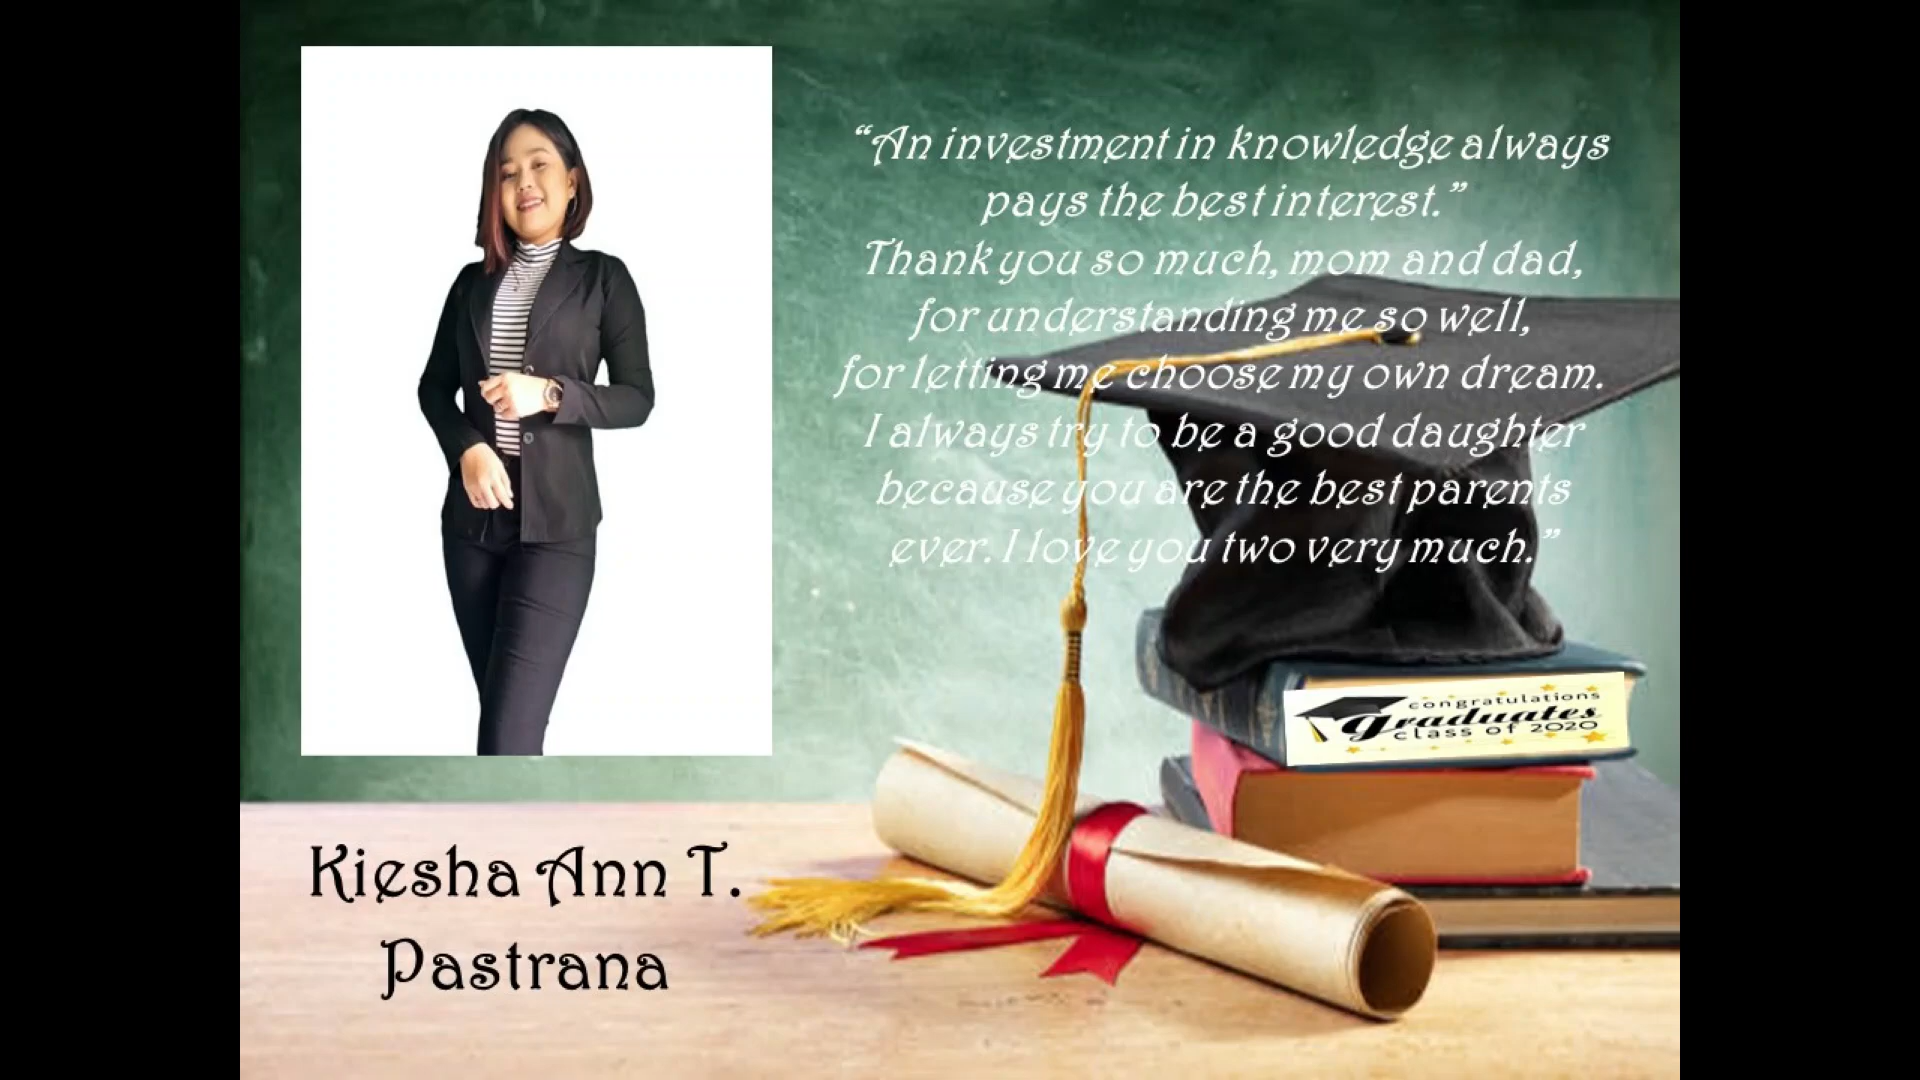 “An investment in knowledge always
pays the best interest.”
Thank you so much, mom and dad,
for understanding me so well,
for letting me choose my own dream.
I always try to be a good daughter
because you are the best parents
ever. I love you two very much.”
congratulations
graduates
class of 2020
Kiesha Ann T.
Pastrana